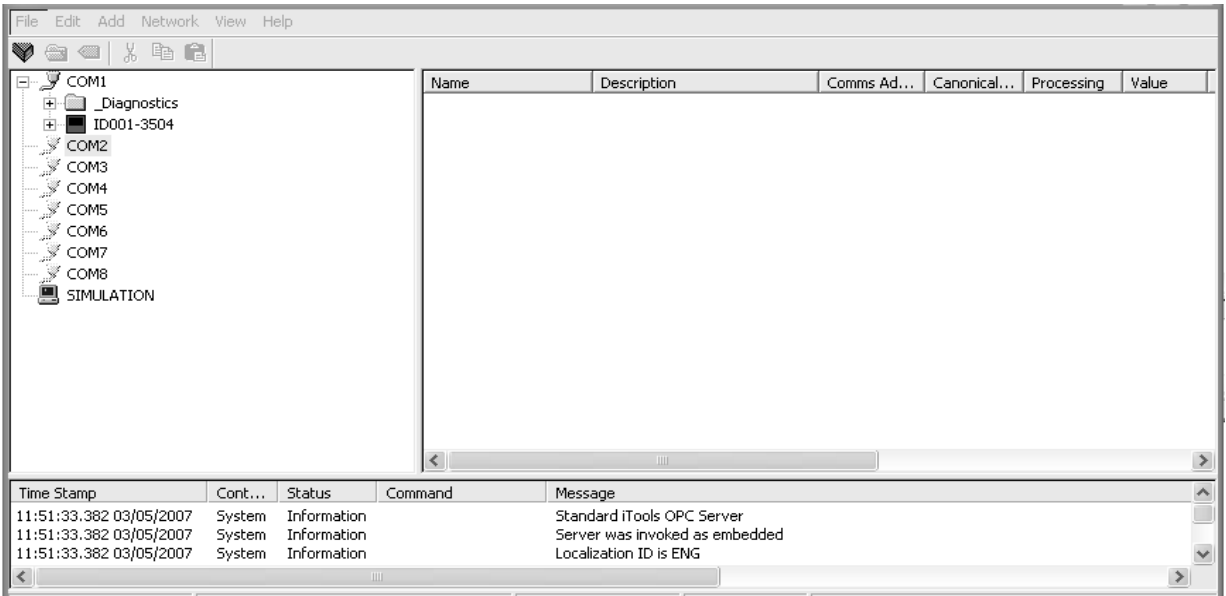 File Edit Add Network View Help
COM1
_Diagnostics
ID001-3504
COM2
COM3
COM4
COM5
COM6
COM7
COM8
SIMULATION
Name Description Comms Ad... Canonical... Processing Value
Time Stamp Cont... Status Command Message
11:51:33.382 03/05/2007 System Information Standard iTools OPC Server
11:51:33.382 03/05/2007 System Information Server was invoked as embedded
11:51:33.382 03/05/2007 System Information Localization ID is ENG